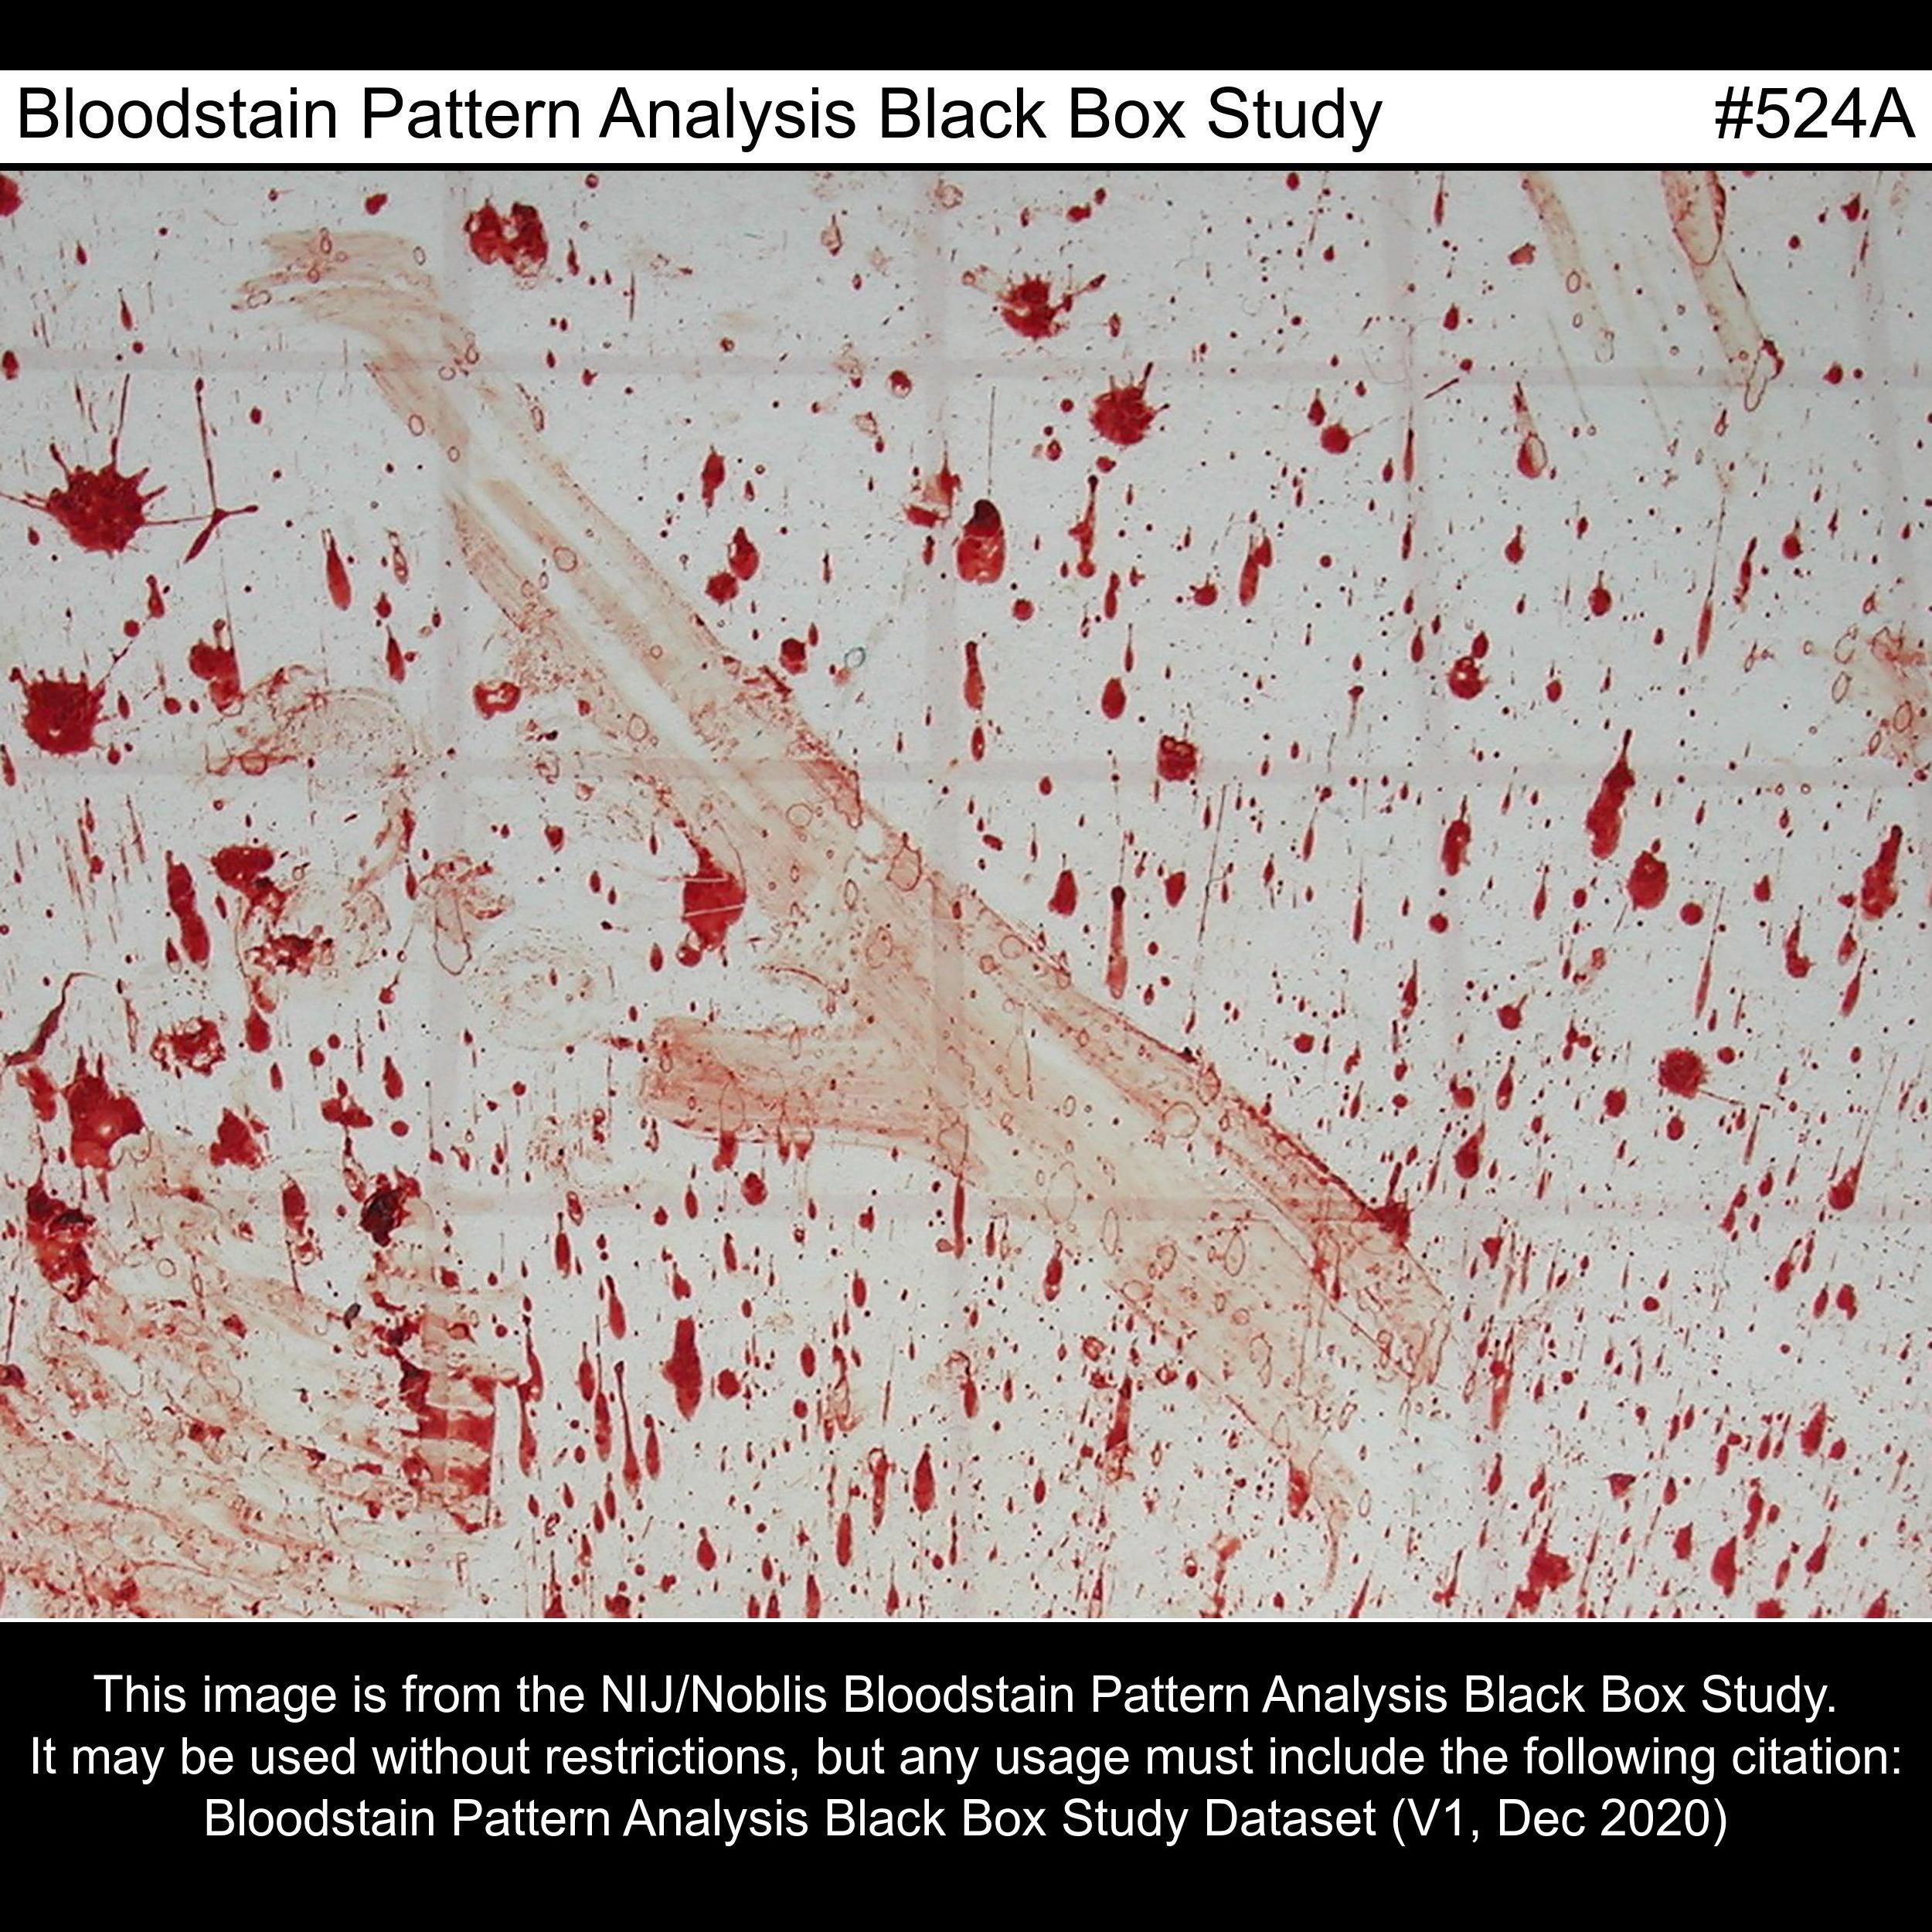 Bloodstain Pattern Analysis Black Box Study #524A
This image is from the NIJ/Noblis Bloodstain Pattern Analysis Black Box Study.
It may be used without restrictions, but any usage must include the following citation:
Bloodstain Pattern Analysis Black Box Study Dataset (V1, Dec 2020)